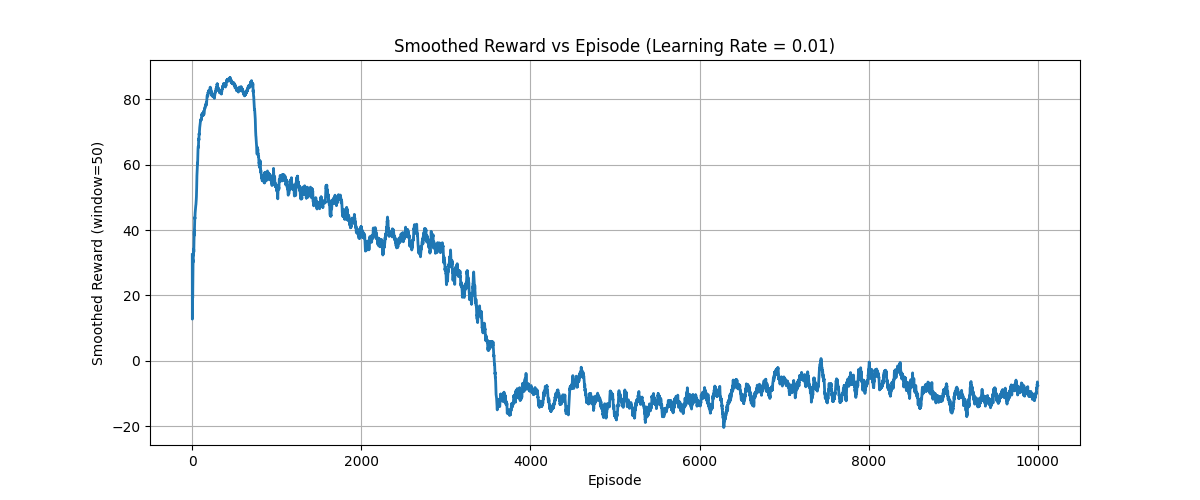 Smoothed Reward vs Episode (Learning Rate = 0.01)
Smoothed Reward (window=50)
80
60
40
20
0
−20
0 2000 4000 6000 8000 10000
Episode